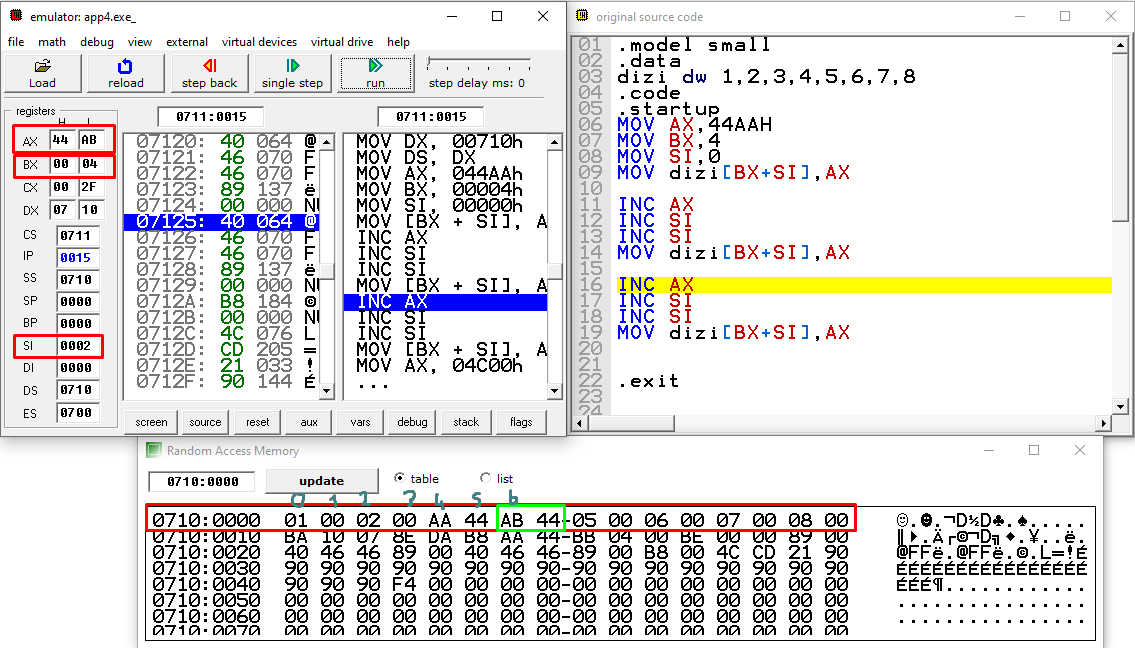 emulator: app4.exe_
file math debug view external virtual devices virtual drive help
Load reload step back single step run step delay ms: 0
registers
H L
AX 44 AB
BX 00 04
CX 00 2F
DX 07 10
CS 0711
IP 0015
SS 0710
SP 0000
BP 0000
SI 0002
DI 0000
DS 0710
ES 0700
0711:0015 0711:0015
07120: 40 064 @ MOV DX, 00710h
07121: 46 070 F MOV DS, DX
07122: 46 070 F MOV AX, 044AAh
07123: 89 137 ë MOV BX, 00004h
07124: 00 000 NU MOV SI, 00000h
07125: 40 064 @ MOV [BX + SI], A
07126: 46 070 F INC AX
07127: 46 070 F INC SI
07128: 89 137 ë INC SI
07129: 00 000 NU MOV [BX + SI], A
0712A: B8 184 © INC AX
0712B: 00 000 NU INC SI
0712C: 4C 076 L INC SI
0712D: CD 205 = MOV [BX + SI], A
0712E: 21 033 ! MOV AX, 04C00h
0712F: 90 144 É ...
screen source reset aux vars debug stack flags
original source code
01 .model small
02 .data
03 dizi dw 1,2,3,4,5,6,7,8
04 .code
05 .startup
06 MOV AX,44AAH
07 MOV BX,4
08 MOV SI,0
09 MOV dizi[BX+SI],AX
10
11 INC AX
12 INC SI
13 INC SI
14 MOV dizi[BX+SI],AX
15
16 INC AX
17 INC SI
18 INC SI
19 MOV dizi[BX+SI],AX
20
21
22 .exit
23
24
Random Access Memory
0710:0000 update table list
0 1 2 3 4 5 6
0710:0000 01 00 02 00 AA 44 AB 44-05 00 06 00 07 00 08 00
0710:0010 BA 10 07 8E DA B8 AA 44-BB 04 00 BE 00 00 89 00
0710:0020 40 46 46 89 00 40 46 46-89 00 B8 00 4C CD 21 90
0710:0030 90 90 90 90 90 90 90 90-90 90 90 90 90 90 90 90
0710:0040 90 90 90 F4 00 00 00 00-00 00 00 00 00 00 00 00
0710:0050 00 00 00 00 00 00 00 00-00 00 00 00 00 00 00 00
0710:0060 00 00 00 00 00 00 00 00-00 00 00 00 00 00 00 00
0710:0070 00 00 00 00 00 00 00 00-00 00 00 00 00 00 00 00